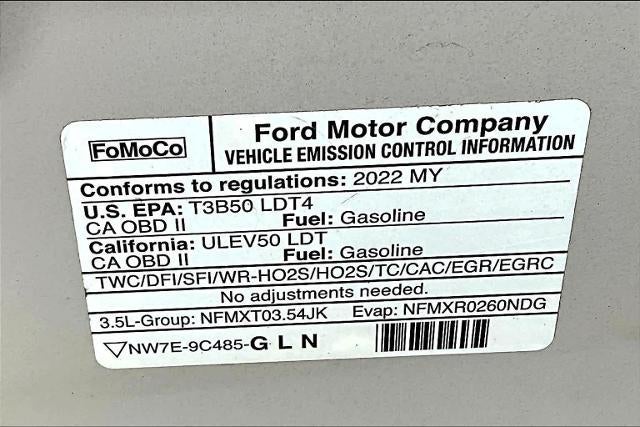 FoMoCo
Ford Motor Company
VEHICLE EMISSION CONTROL INFORMATION
Conforms to regulations: 2022 MY
U.S. EPA: T3B50 LDT4
CA OBD II Fuel: Gasoline
California: ULEV50 LDT
CA OBD II Fuel: Gasoline
TWC/DFI/SFI/WR-HO2S/HO2S/TC/CAC/EGR/EGRC
No adjustments needed.
3.5L-Group: NFMXT03.54JK Evap: NFMXR0260NDG
NW7E-9C485-G L N